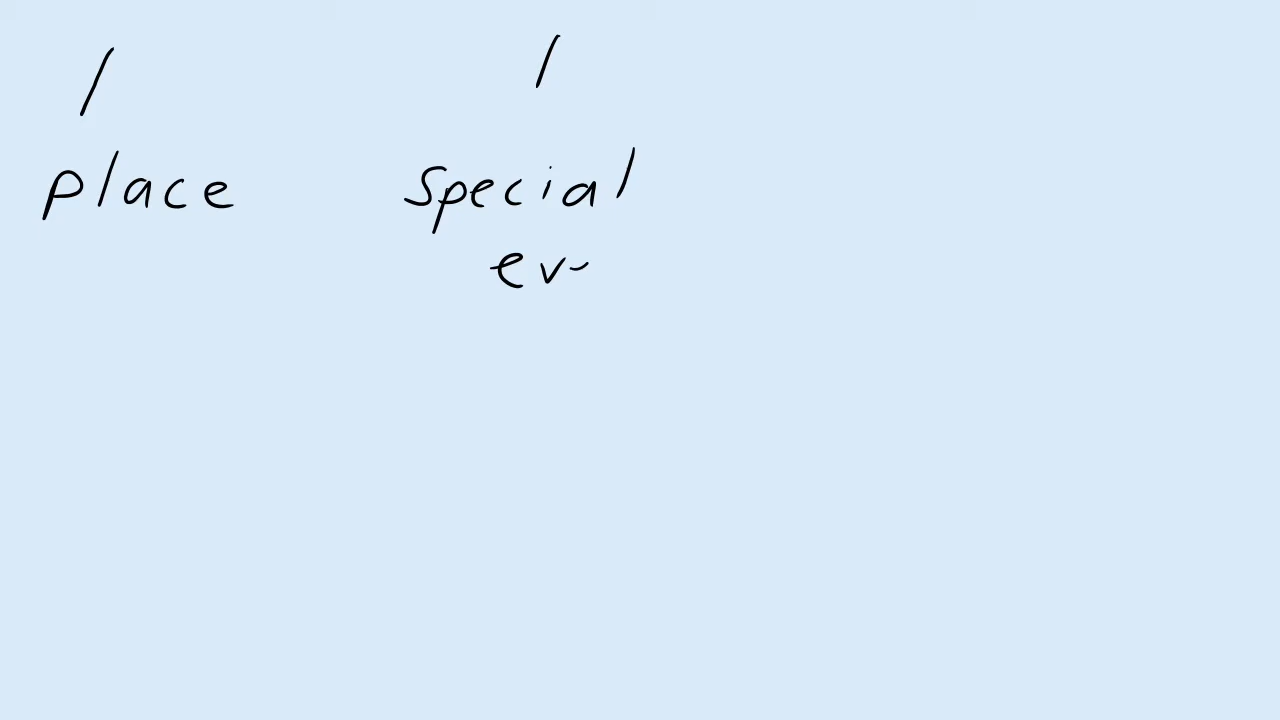 / /
place special
ev